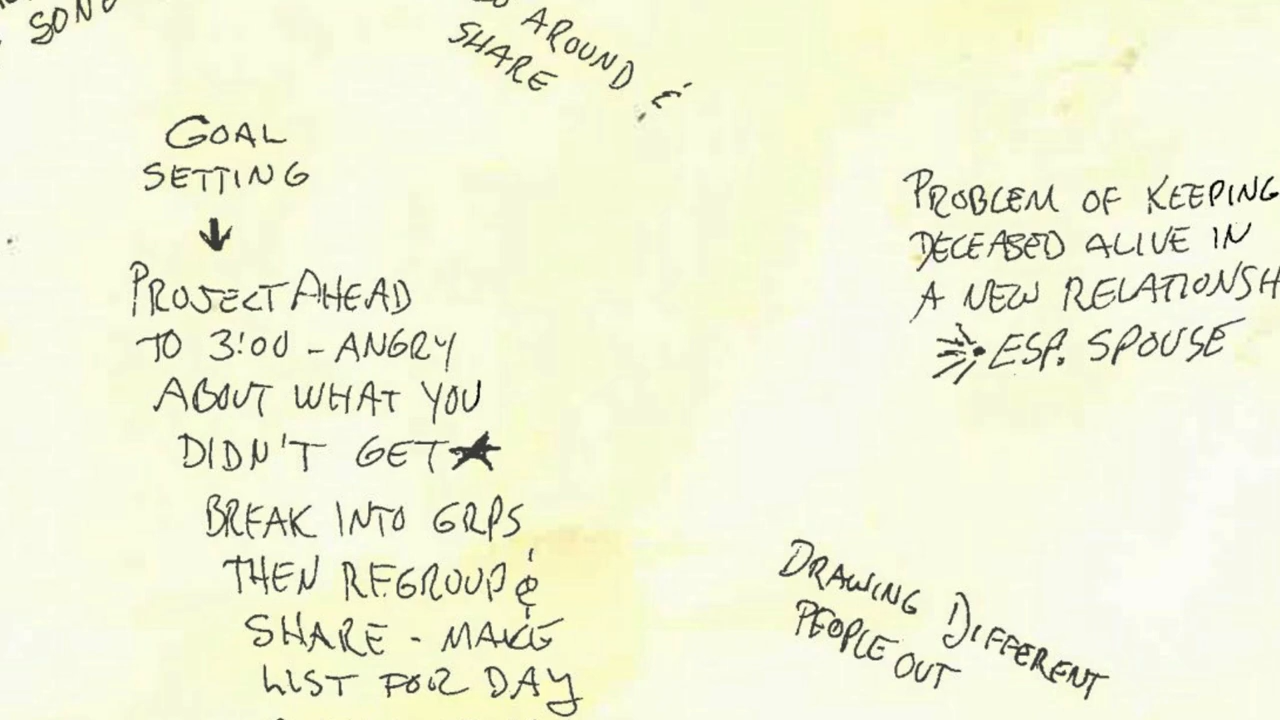 SONG
AROUND &
SHARE
GOAL
SETTING
PROJECT AHEAD
TO 3:00 - ANGRY
ABOUT WHAT YOU
DIDN'T GET
BREAK INTO GRPS
THEN REGROUP &
SHARE - MAKE
LIST FOR DAY
PROBLEM OF KEEPING
DECEASED ALIVE IN
A NEW RELATIONSH
ESP. SPOUSE
DRAWING DIFFERENT
PEOPLE OUT